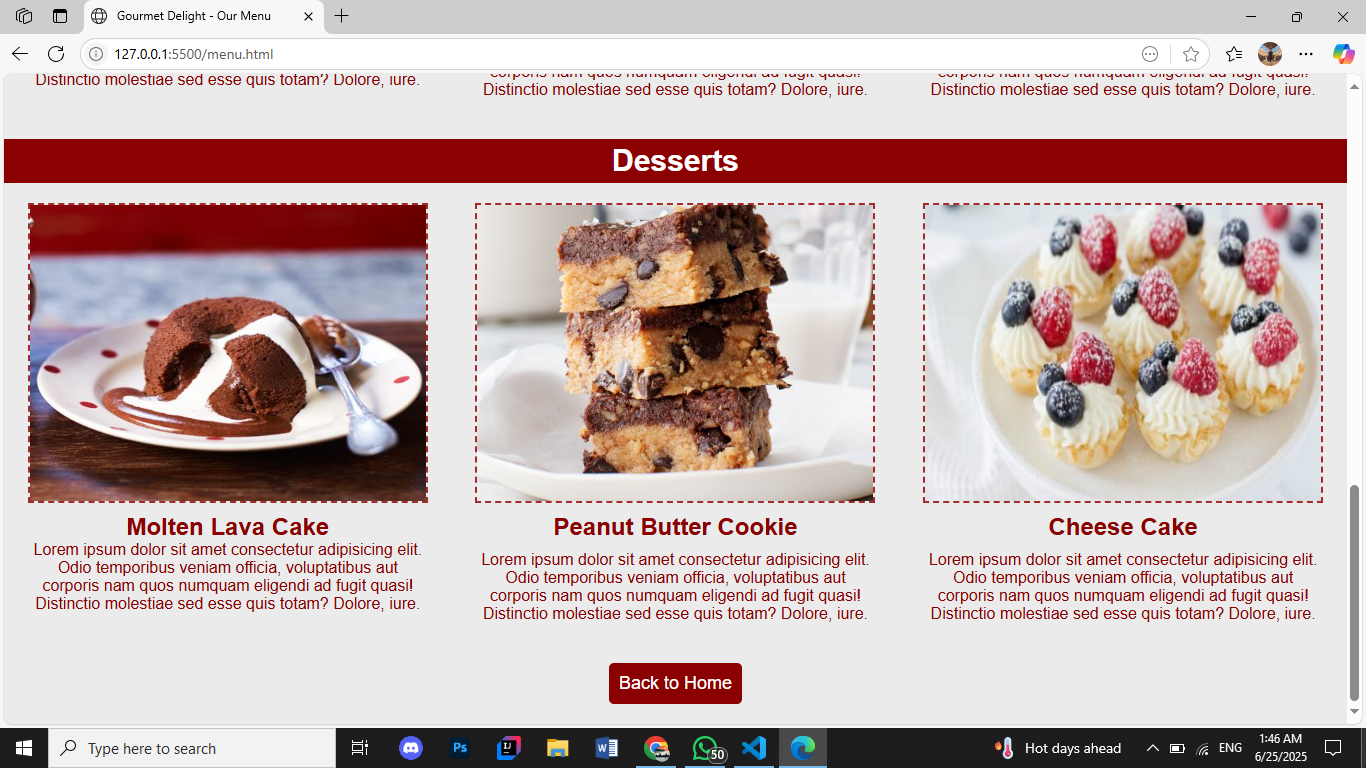 Gourmet Delight - Our Menu
127.0.0.1:5500/menu.html
Distinctio molestiae sed esse quis totam? Dolore, iure.
corporis nam quos numquam eligendi ad fugit quasi!
Distinctio molestiae sed esse quis totam? Dolore, iure.
corporis nam quos numquam eligendi ad fugit quasi!
Distinctio molestiae sed esse quis totam? Dolore, iure.
Desserts
Molten Lava Cake
Lorem ipsum dolor sit amet consectetur adipisicing elit.
Odio temporibus veniam officia, voluptatibus aut
corporis nam quos numquam eligendi ad fugit quasi!
Distinctio molestiae sed esse quis totam? Dolore, iure.
Peanut Butter Cookie
Lorem ipsum dolor sit amet consectetur adipisicing elit.
Odio temporibus veniam officia, voluptatibus aut
corporis nam quos numquam eligendi ad fugit quasi!
Distinctio molestiae sed esse quis totam? Dolore, iure.
Cheese Cake
Lorem ipsum dolor sit amet consectetur adipisicing elit.
Odio temporibus veniam officia, voluptatibus aut
corporis nam quos numquam eligendi ad fugit quasi!
Distinctio molestiae sed esse quis totam? Dolore, iure.
Back to Home
Type here to search
Ps
IJ
W
50
Hot days ahead
ENG
1:46 AM
6/25/2025